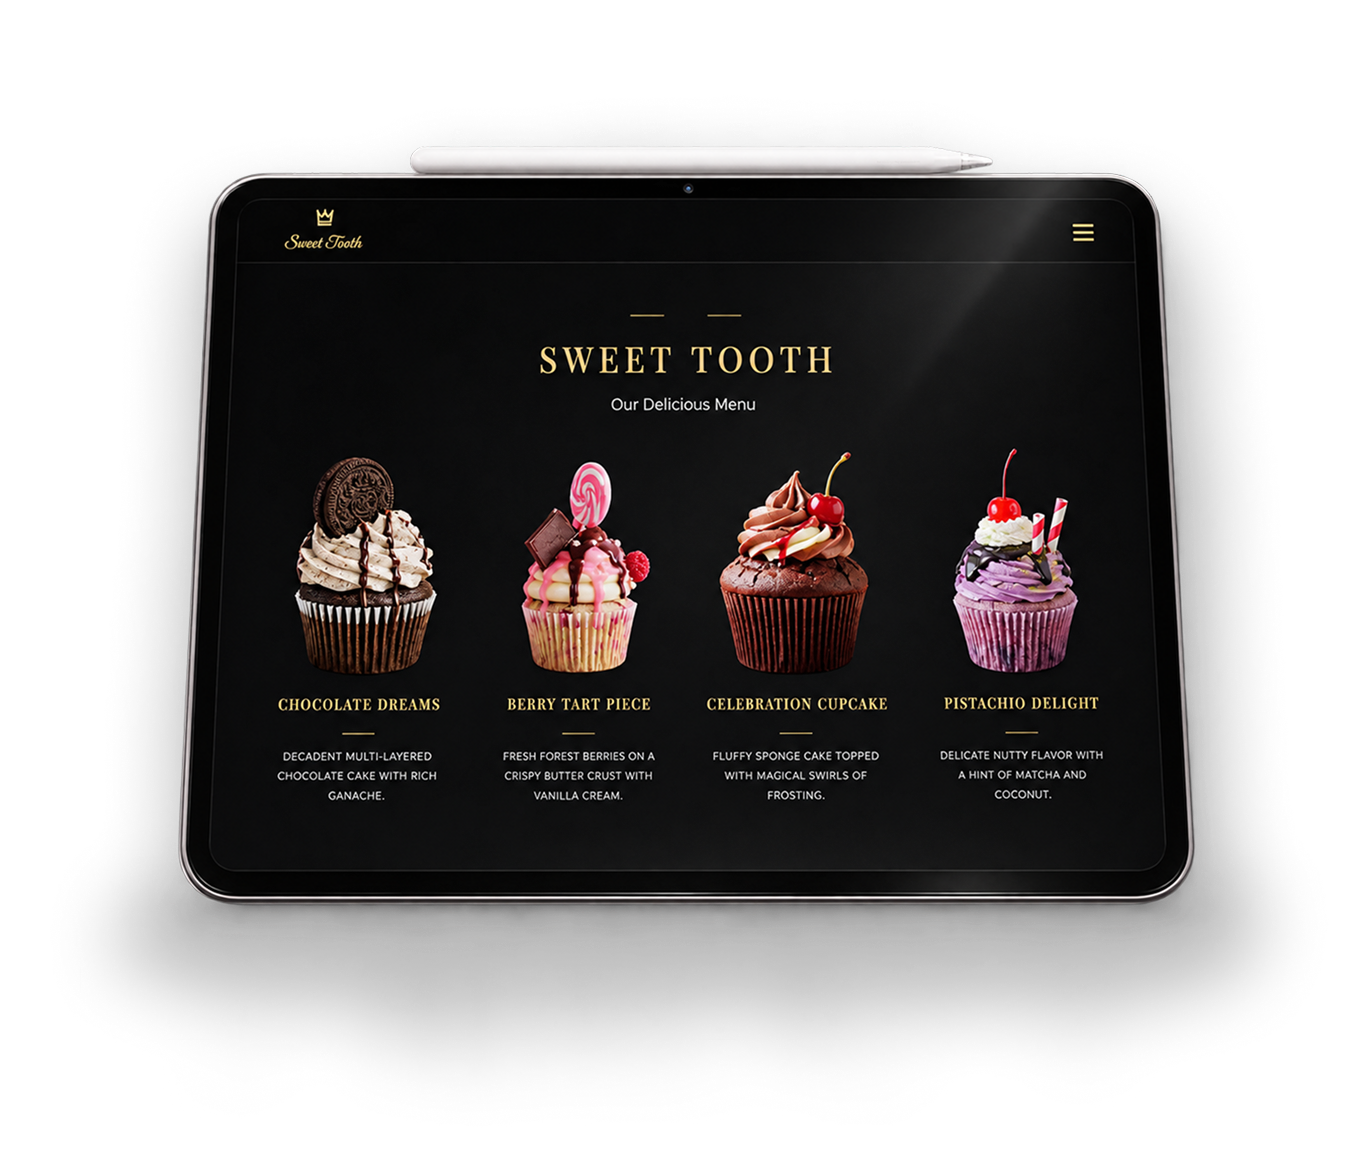 Sweet Tooth
SWEET TOOTH
Our Delicious Menu
CHOCOLATE DREAMS
DECADENT MULTI-LAYERED
CHOCOLATE CAKE WITH RICH
GANACHE.
BERRY TART PIECE
FRESH FOREST BERRIES ON A
CRISPY BUTTER CRUST WITH
VANILLA CREAM.
CELEBRATION CUPCAKE
FLUFFY SPONGE CAKE TOPPED
WITH MAGICAL SWIRLS OF
FROSTING.
PISTACHIO DELIGHT
DELICATE NUTTY FLAVOR WITH
A HINT OF MATCHA AND
COCONUT.